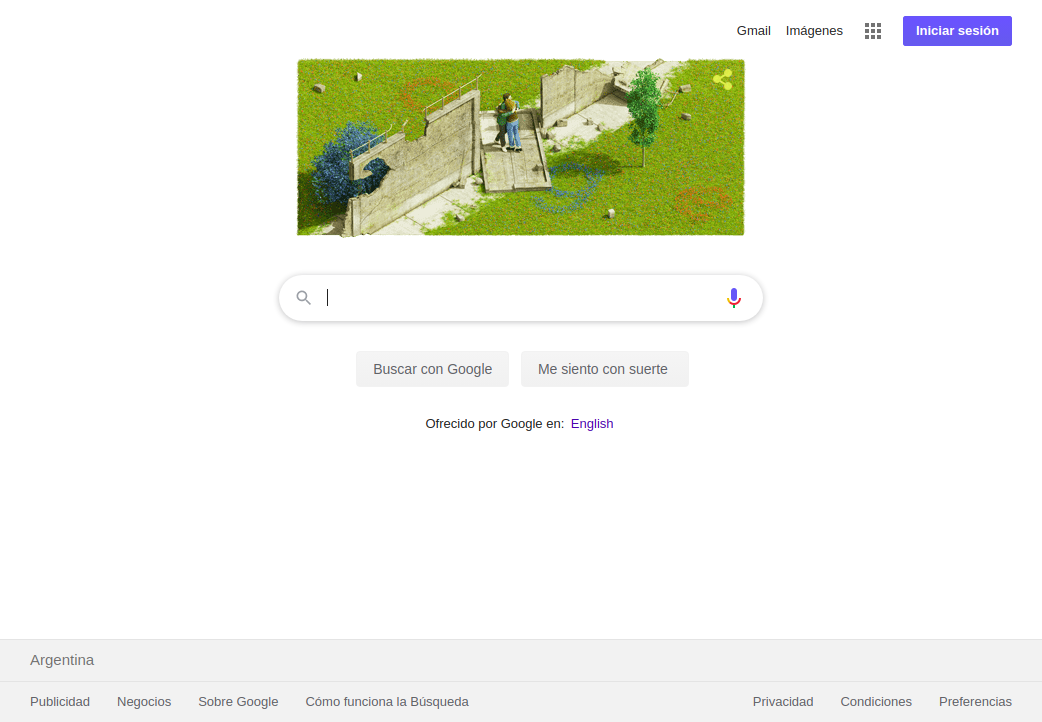 Gmail Imágenes Iniciar sesión
Buscar con Google Me siento con suerte
Ofrecido por Google en: English
Argentina
Publicidad Negocios Sobre Google Cómo funciona la Búsqueda Privacidad Condiciones Preferencias